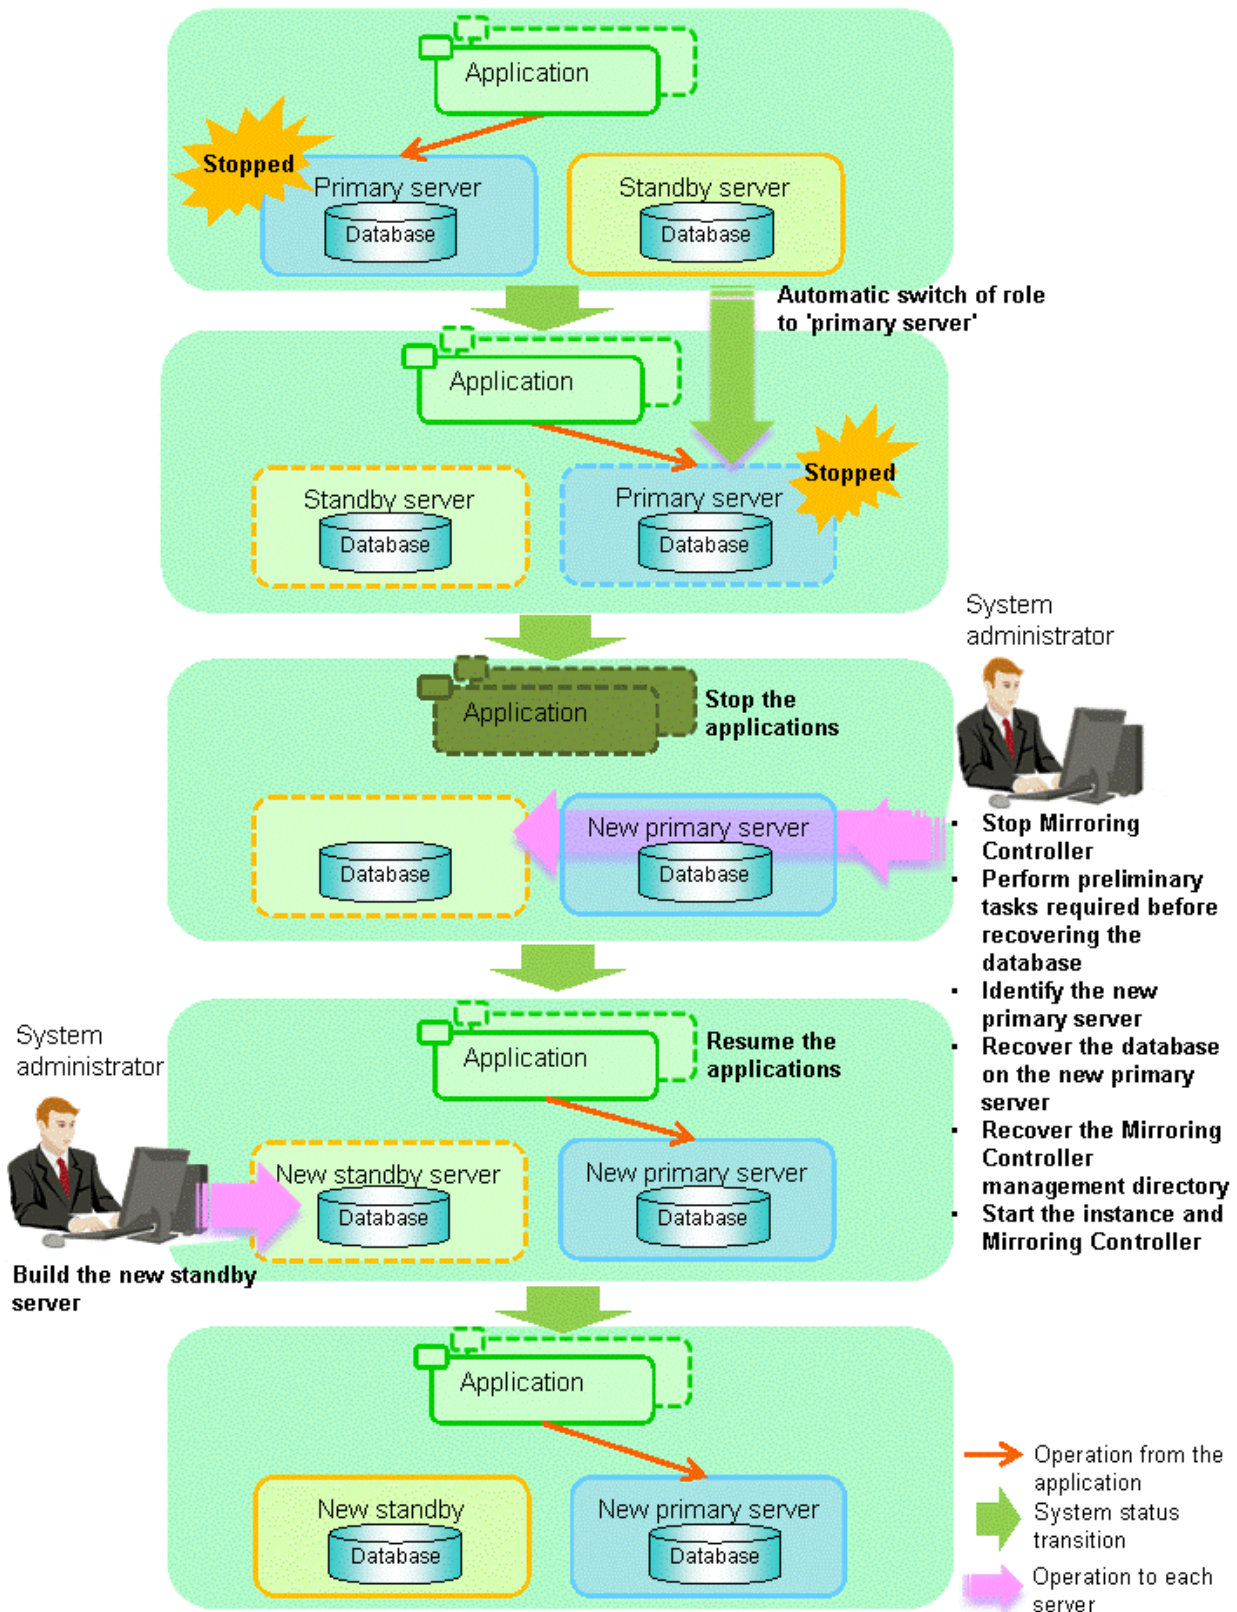 Application
Stopped
Primary server
Database
Standby server
Database
Automatic switch of role
to 'primary server'
Application
Standby server
Database
Primary server
Database
Stopped
System
administrator
Application
Stop the
applications
Database
New primary server
Database
▪ Stop Mirroring
Controller
▪ Perform preliminary
tasks required before
recovering the
database
▪ Identify the new
primary server
▪ Recover the database
on the new primary
server
▪ Recover the Mirroring
Controller
management directory
▪ Start the instance and
Mirroring Controller
System
administrator
Application
Resume the
applications
New standby server
Database
New primary server
Database
Build the new standby
server
Application
New standby
Database
New primary server
Database
Operation from the
application
System status
transition
Operation to each
server